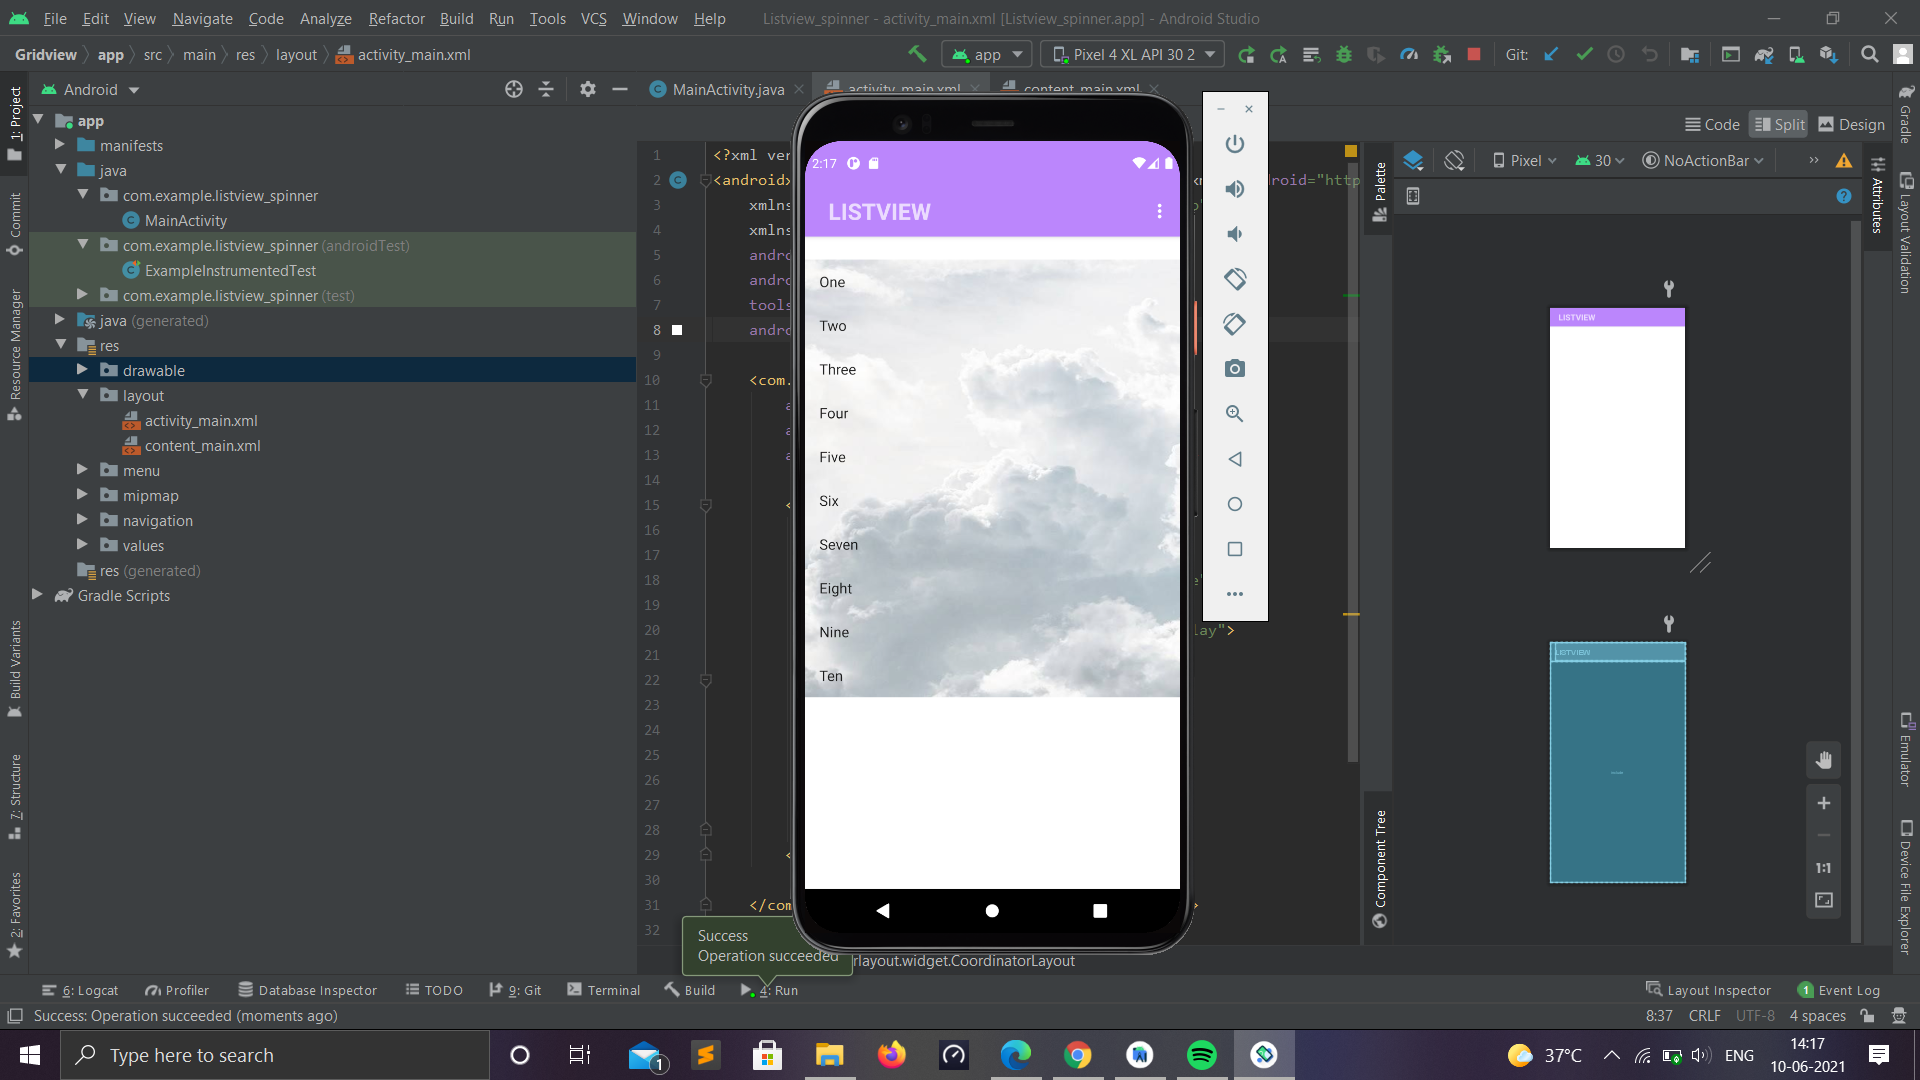 File Edit View Navigate Code Analyze Refactor Build Run Tools VCS Window Help Listview_spinner - activity_main.xml [Listview_spinner.app] - Android Studio
Gridview app src main res layout activity_main.xml app Pixel 4 XL API 30 2 Git:
Android MainActivity.java activity_main.xml content_main.xml
1: Project
Commit
Resource Manager
Build Variants
7: Structure
2: Favorites
app
manifests
java
com.example.listview_spinner
MainActivity
com.example.listview_spinner (androidTest)
ExampleInstrumentedTest
com.example.listview_spinner (test)
java (generated)
res
drawable
layout
activity_main.xml
content_main.xml
menu
mipmap
navigation
values
res (generated)
Gradle Scripts
1 <?xml ver
2 <android
3 xmlns
4 xmlns
5 andro
6 andro
7 tools
8 andro
9
10 <com.
11 a
12 a
13 a
14
15 <
16
17
18
19
20 lay">
21
22
23
24
25
26
27
28
29 <
30
31 </com
32
ndroid="http
2:17
LISTVIEW
One
Two
Three
Four
Five
Six
Seven
Eight
Nine
Ten
Success
Operation succeeded
rlayout.widget.CoordinatorLayout
Code Split Design
Pixel 30 NoActionBar
Palette
Component Tree
LISTVIEW
LISTVIEW
1:1
Gradle
Attributes
Layout Validation
Emulator
Device File Explorer
6: Logcat Profiler Database Inspector TODO 9: Git Terminal Build 4: Run Layout Inspector 1 Event Log
Success: Operation succeeded (moments ago) 8:37 CRLF UTF-8 4 spaces
Type here to search 1 37°C ENG 14:17
10-06-2021